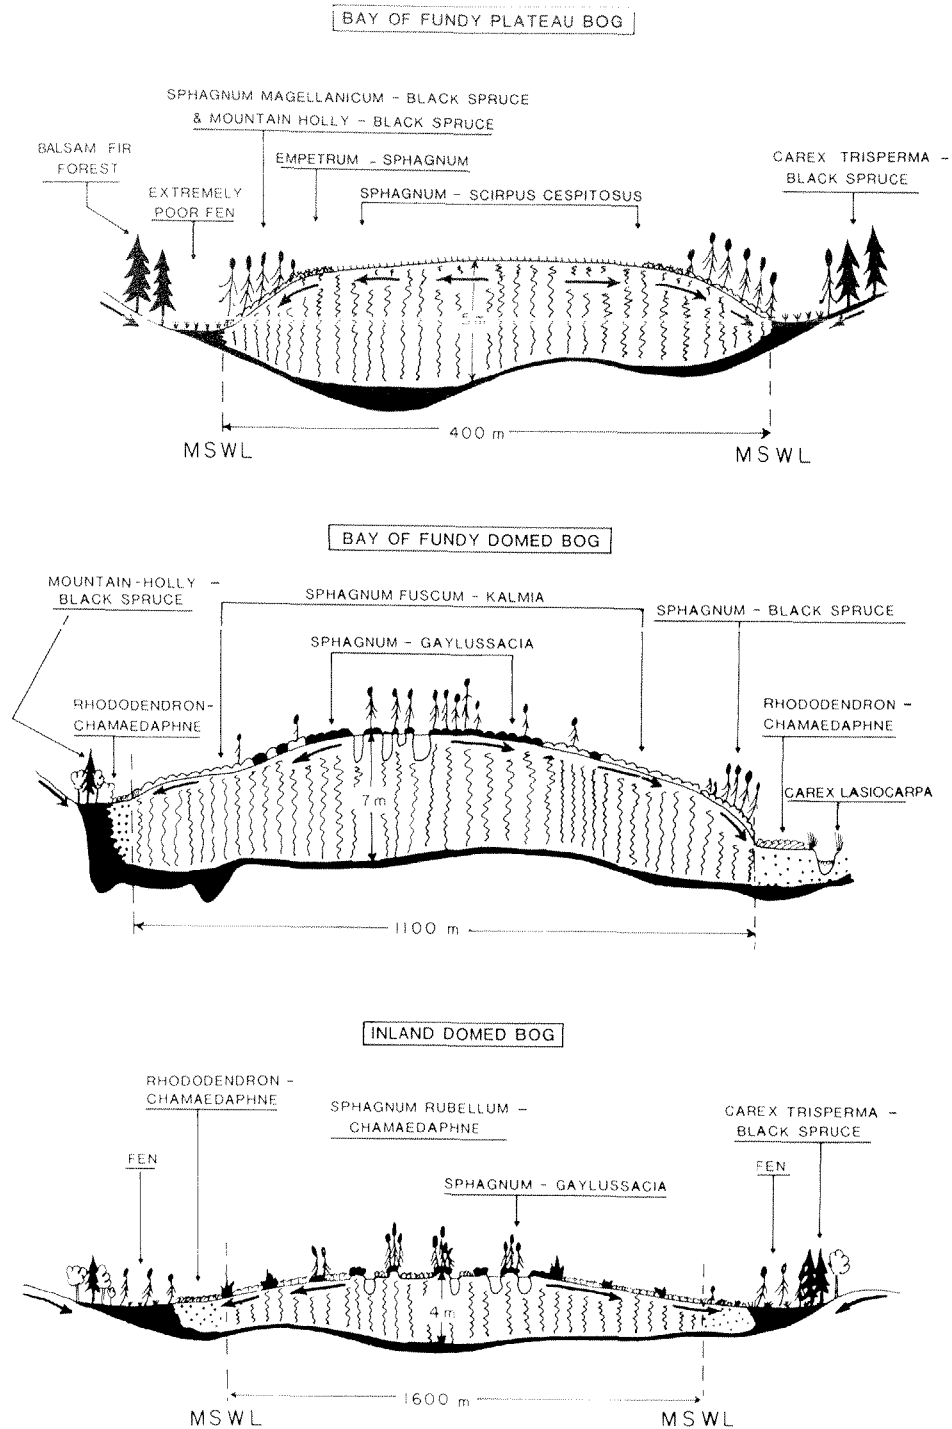 BAY OF FUNDY PLATEAU BOG
SPHAGNUM MAGELLANICUM - BLACK SPRUCE
& MOUNTAIN HOLLY - BLACK SPRUCE
BALSAM FIR
FOREST
EMPETRUM - SPHAGNUM
CAREX TRISPERMA -
BLACK SPRUCE
EXTREMELY
POOR FEN
SPHAGNUM - SCIRPUS CESPITOSUS
5m
400 m
MSWL
MSWL
BAY OF FUNDY DOMED BOG
MOUNTAIN-HOLLY -
BLACK SPRUCE
SPHAGNUM FUSCUM - KALMIA
SPHAGNUM - BLACK SPRUCE
SPHAGNUM - GAYLUSSACIA
RHODODENDRON-
CHAMAEDAPHNE
RHODODENDRON -
CHAMAEDAPHNE
CAREX LASIOCARPA
7m
1100 m
INLAND DOMED BOG
RHODODENDRON -
CHAMAEDAPHNE
SPHAGNUM RUBELLUM -
CHAMAEDAPHNE
CAREX TRISPERMA -
BLACK SPRUCE
FEN
FEN
SPHAGNUM - GAYLUSSACIA
4m
1600 m
MSWL
MSWL